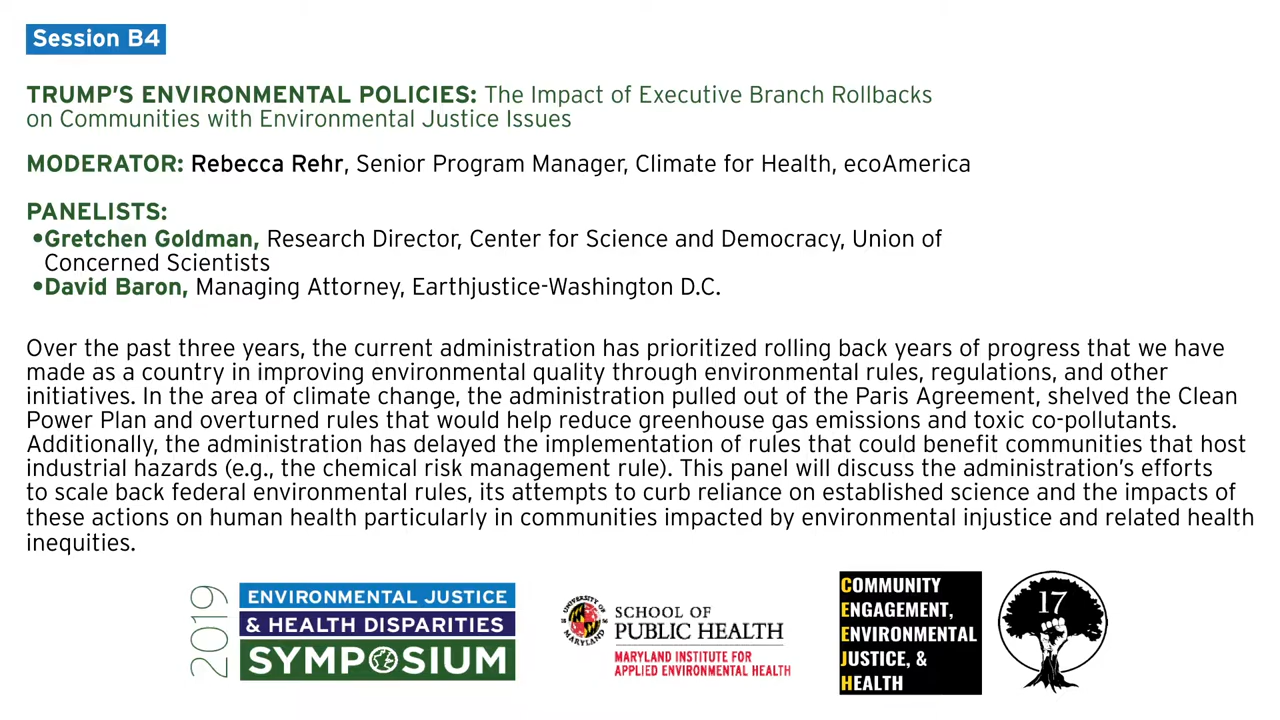 Session B4
TRUMP'S ENVIRONMENTAL POLICIES: The Impact of Executive Branch Rollbacks
on Communities with Environmental Justice Issues
MODERATOR: Rebecca Rehr, Senior Program Manager, Climate for Health, ecoAmerica
PANELISTS:
•Gretchen Goldman, Research Director, Center for Science and Democracy, Union of
Concerned Scientists
•David Baron, Managing Attorney, Earthjustice-Washington D.C.
Over the past three years, the current administration has prioritized rolling back years of progress that we have
made as a country in improving environmental quality through environmental rules, regulations, and other
initiatives. In the area of climate change, the administration pulled out of the Paris Agreement, shelved the Clean
Power Plan and overturned rules that would help reduce greenhouse gas emissions and toxic co-pollutants.
Additionally, the administration has delayed the implementation of rules that could benefit communities that host
industrial hazards (e.g., the chemical risk management rule). This panel will discuss the administration's efforts
to scale back federal environmental rules, its attempts to curb reliance on established science and the impacts of
these actions on human health particularly in communities impacted by environmental injustice and related health
inequities.
2019
ENVIRONMENTAL JUSTICE
& HEALTH DISPARITIES
SYMPOSIUM
UNIVERSITY OF
18 56
MARYLAND
SCHOOL OF
PUBLIC HEALTH
MARYLAND INSTITUTE FOR
APPLIED ENVIRONMENTAL HEALTH
COMMUNITY
ENGAGEMENT,
ENVIRONMENTAL
JUSTICE, &
HEALTH
17